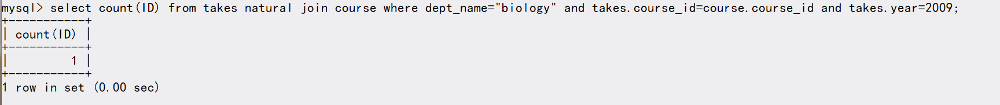 mysql> select count(ID) from takes natural join course where dept_name="biology" and takes.course_id=course.course_id and takes.year=2009;
+-----------+
| count(ID) |
+-----------+
|         1 |
+-----------+
1 row in set (0.00 sec)